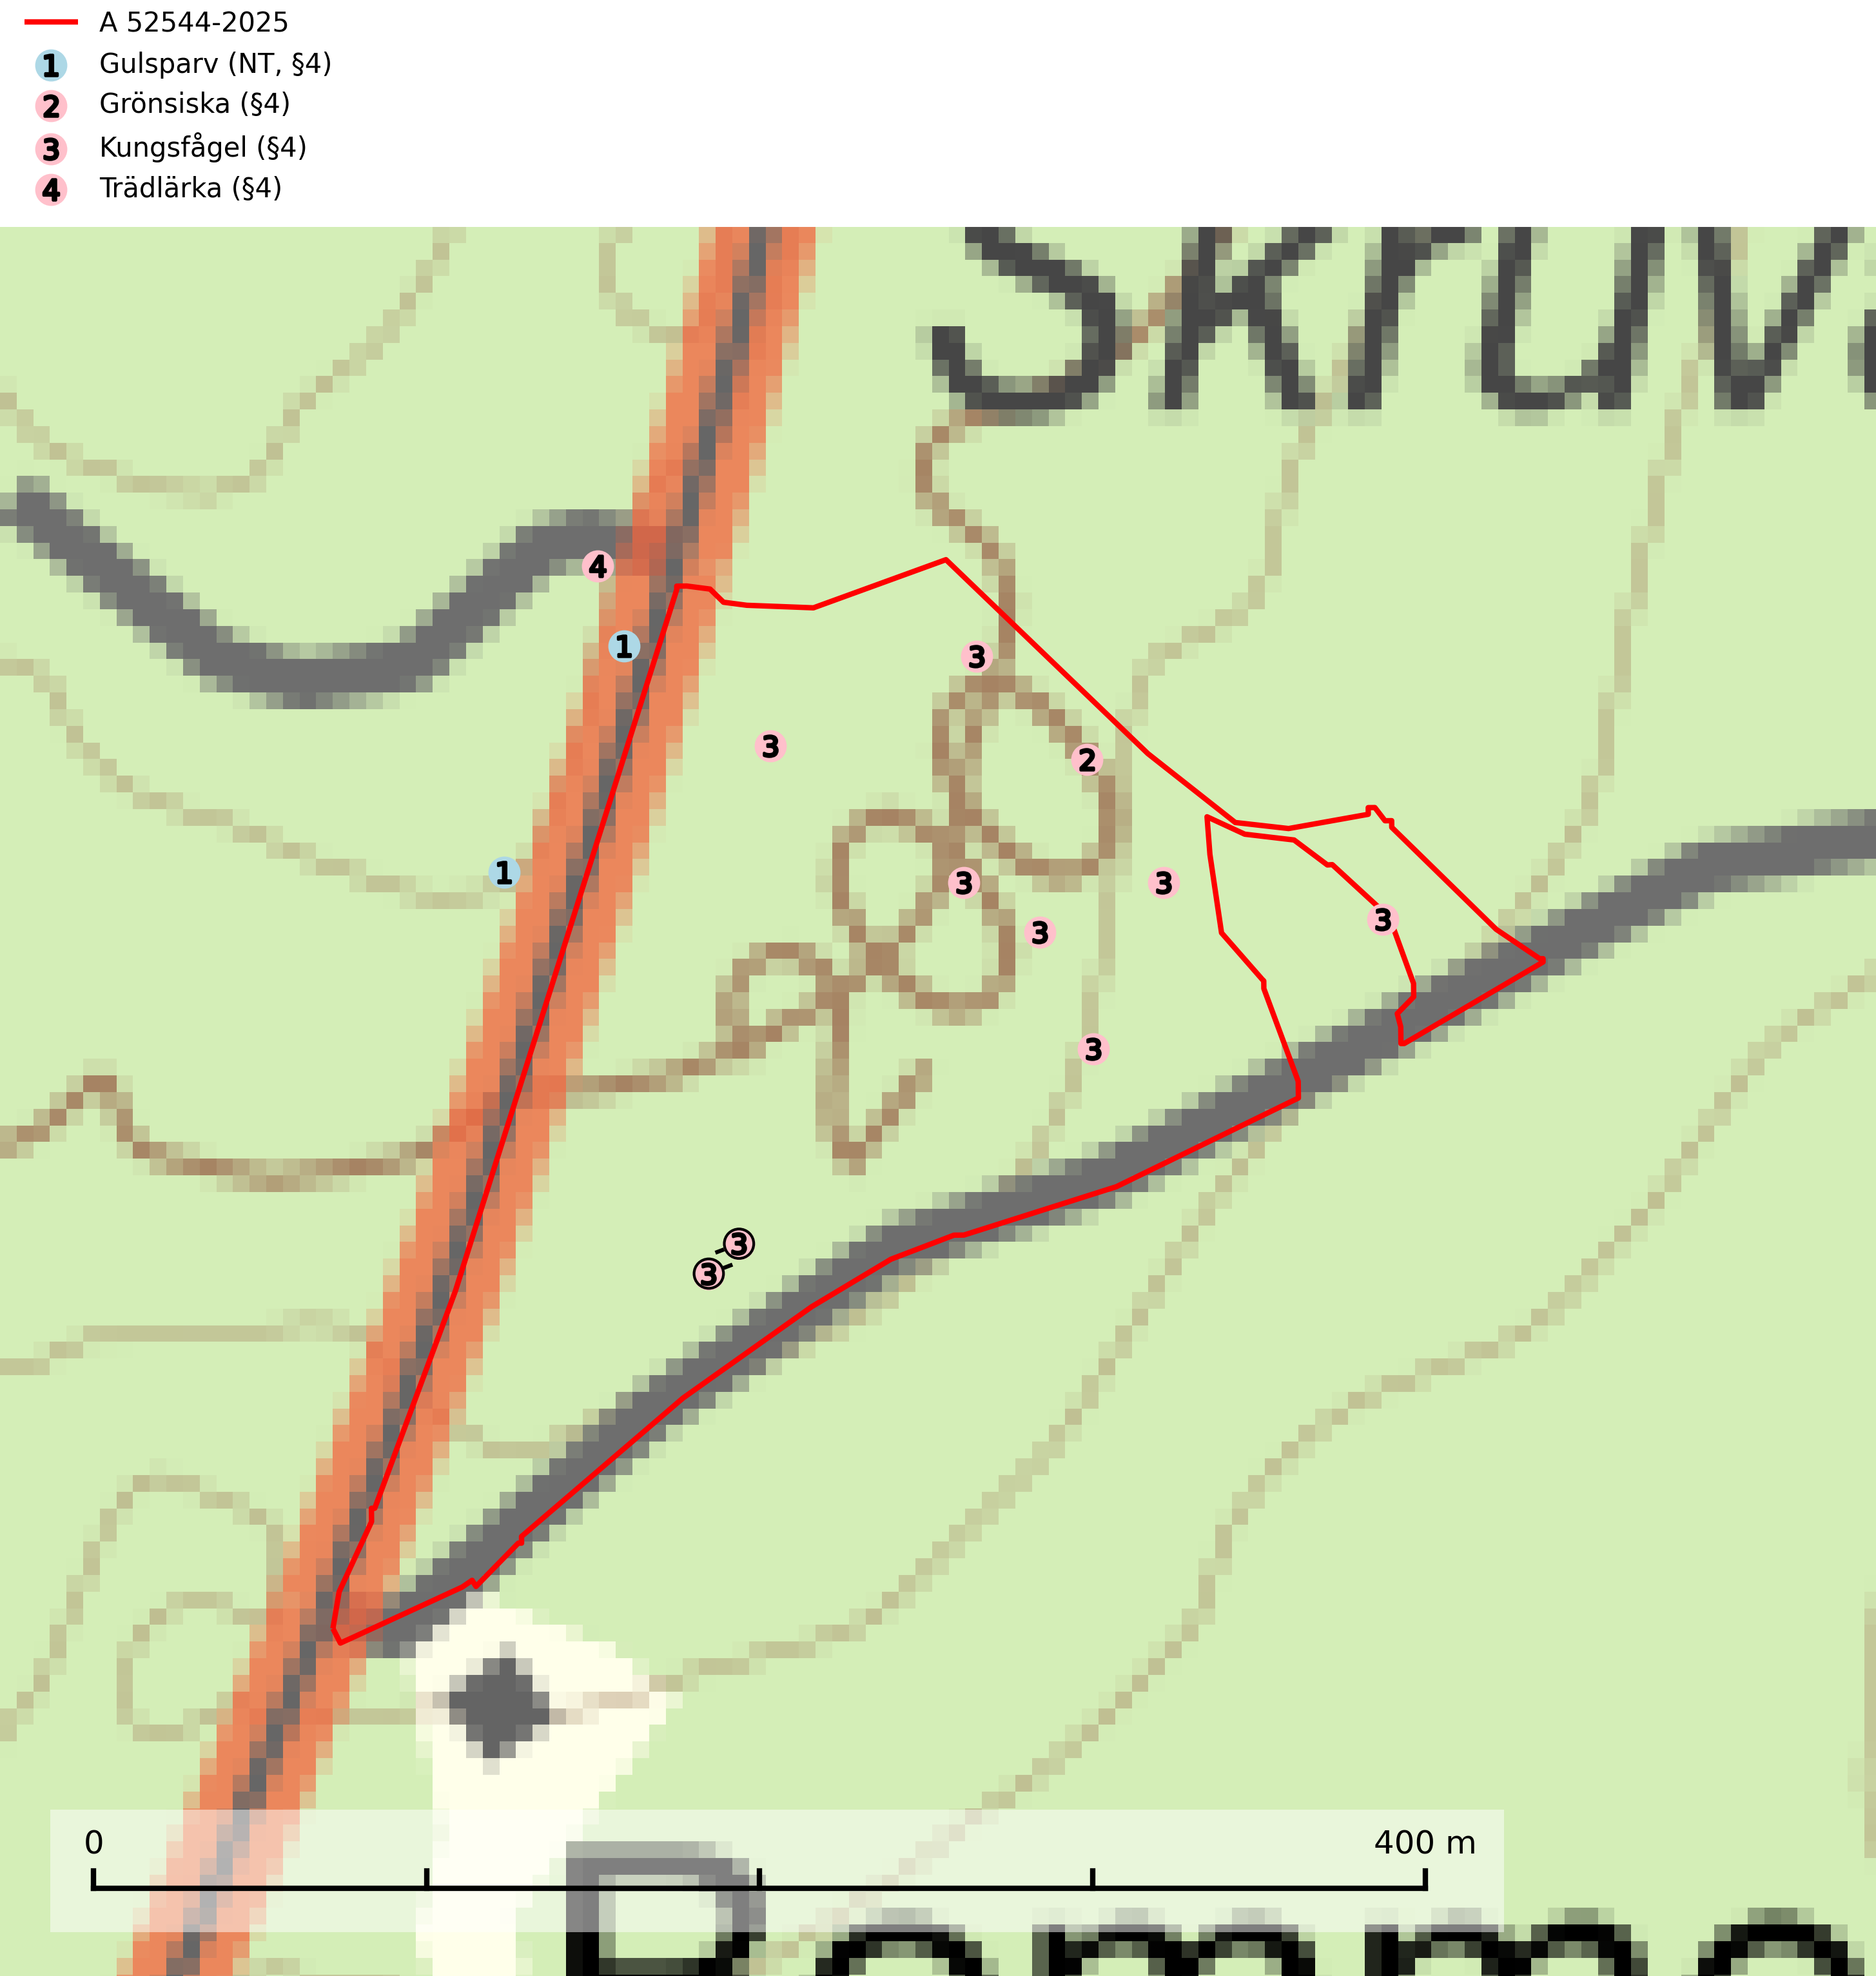 A 52544-2025
1 Gulsparv (NT, §4)
2 Grönsiska (§4)
3 Kungsfågel (§4)
4 Trädlärka (§4)
4
1
3
3
2
1
3
3
3
3
3
3
3
0 400 m